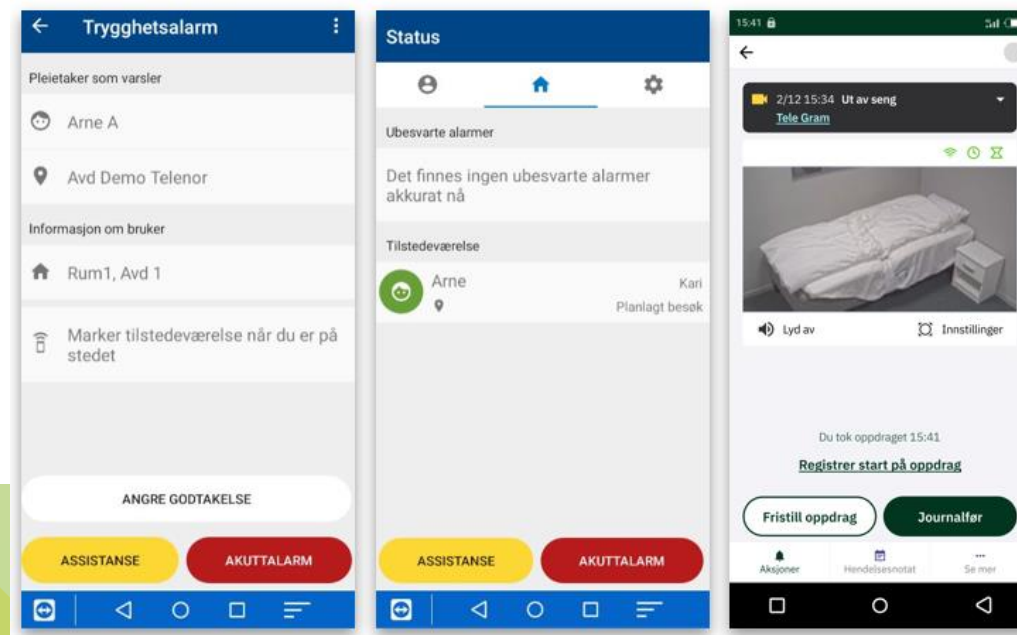 Trygghetsalarm
Pleietaker som varsler
Arne A
Avd Demo Telenor
Informasjon om bruker
Rum1, Avd 1
Marker tilstedeværelse når du er på
stedet
ANGRE GODTAKELSE
ASSISTANSE
AKUTTALARM
Status
Ubesvarte alarmer
Det finnes ingen ubesvarte alarmer
akkurat nå
Tilstedeværelse
Arne
Kari
Planlagt besøk
ASSISTANSE
AKUTTALARM
15:41
2/12 15:34 Ut av seng
Tele Gram
Lyd av
Innstillinger
Du tok oppdraget 15:41
Registrer start på oppdrag
Fristill oppdrag
Journalfør
Aksjoner
Hendelsesnotat
Se mer